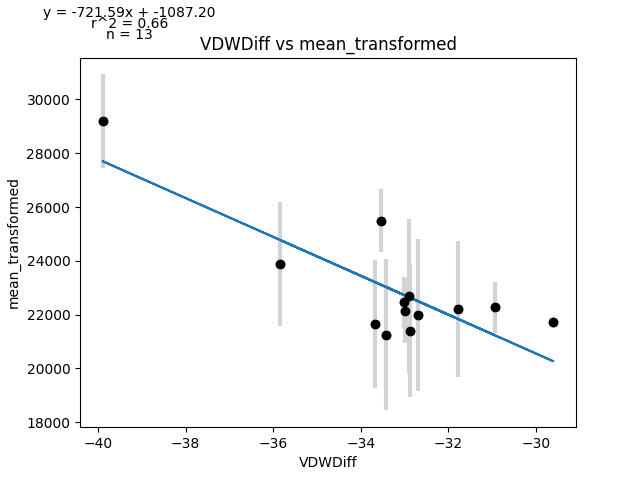 y = -721.59x + -1087.20
r^2 = 0.66
n = 13
VDWDiff vs mean_transformed
30000
28000
26000
24000
22000
20000
18000
mean_transformed
−40
−38
−36
−34
−32
−30
VDWDiff